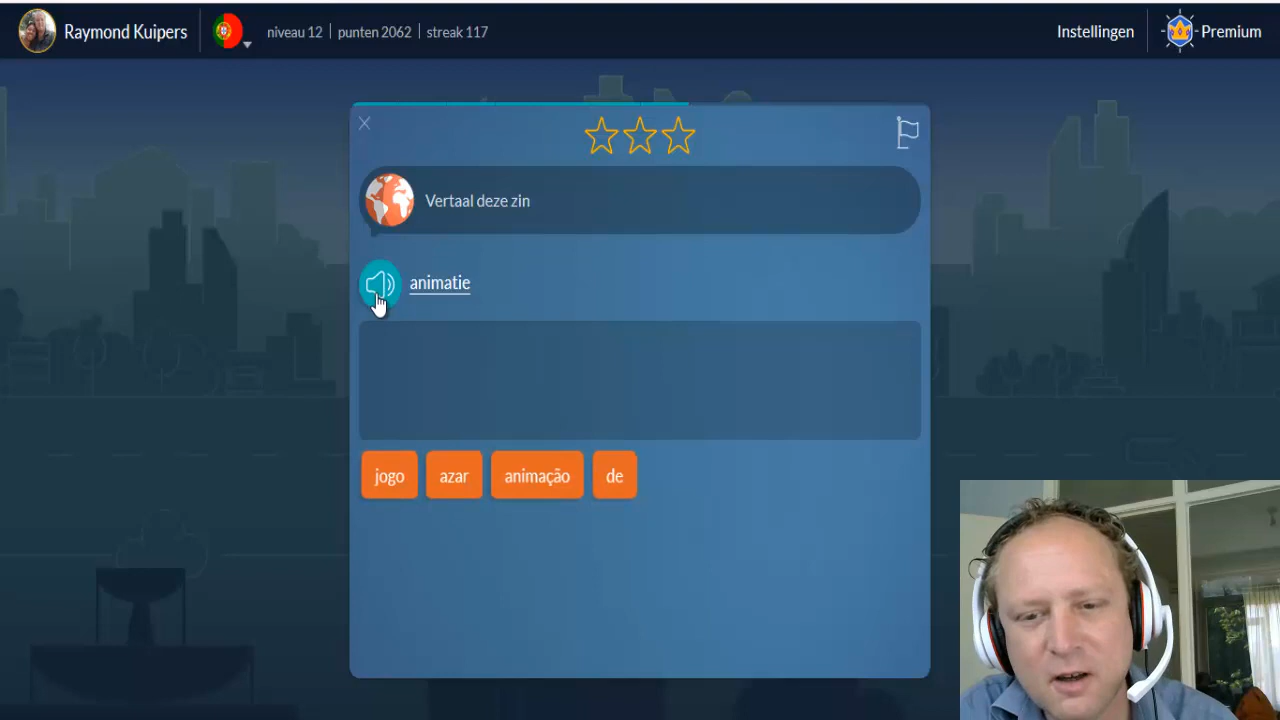 Raymond Kuipers niveau 12 punten 2062 streak 117 Instellingen Premium
Vertaal deze zin
animatie
jogo azar animação de